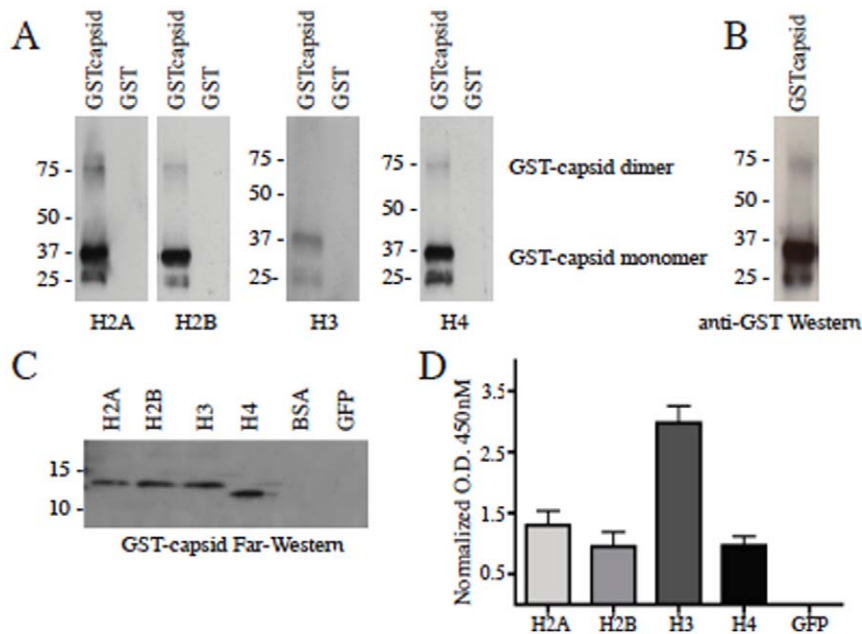 A
B
GSTcapsid
GST
GSTcapsid
GST
GSTcapsid
GST
GSTcapsid
GST
GSTcapsid
75 -
50 -
37 -
25 -
75-
50-
37-
25-
75-
50-
37-
25-
GST-capsid dimer
GST-capsid monomer
75 -
50 -
37 -
25 -
H2A
H2B
H3
H4
anti-GST Western
C
H2A
H2B
H3
H4
BSA
GFP
15 -
10 -
GST-capsid Far-Western
D
Normalized O.D. 450nM
3.5
2.5
1.5
0.5
H2A
H2B
H3
H4
GFP